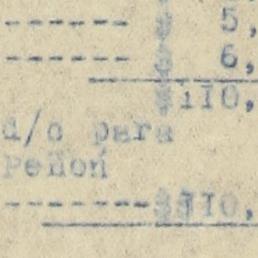 ------- $ 5,
------- $ 6,
$110,
d/c para
Peñón
--------$110,